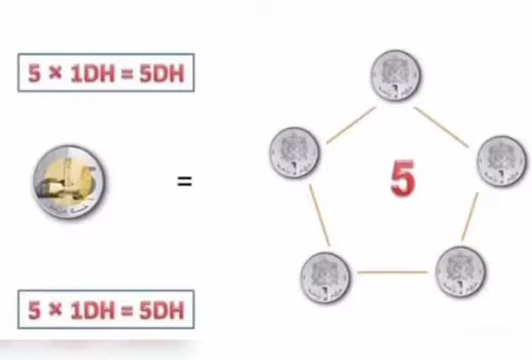 5 × 1DH = 5DH
=
5
5 × 1DH = 5DH